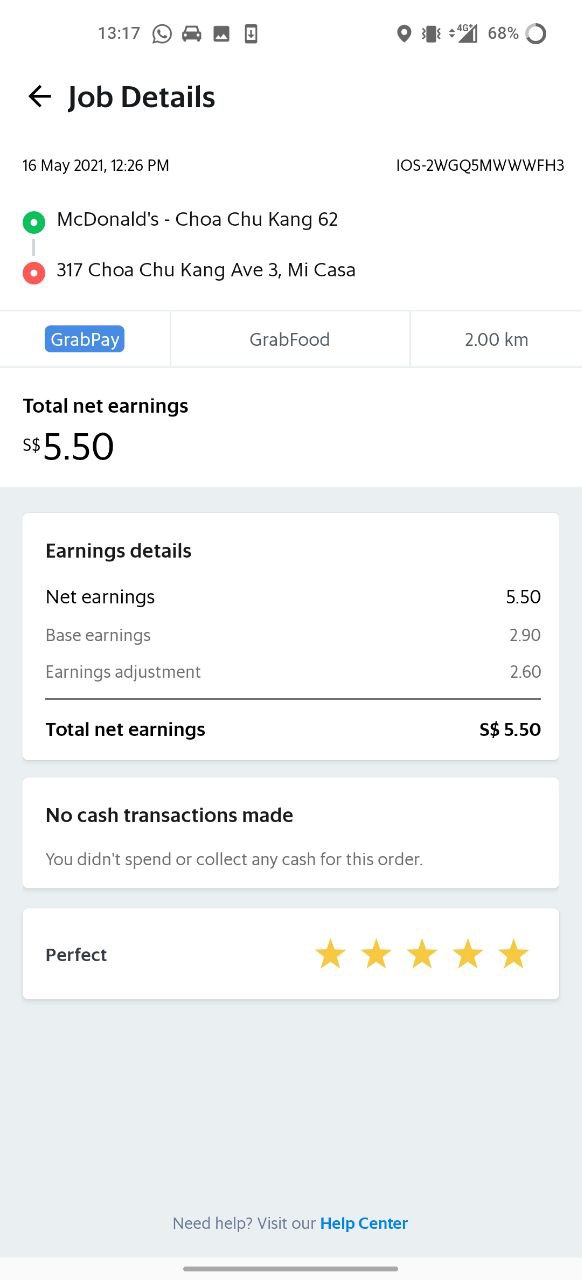 13:17 4G+ 68%
Job Details
16 May 2021, 12:26 PM IOS-2WGQ5MWWWFH3
McDonald's - Choa Chu Kang 62
317 Choa Chu Kang Ave 3, Mi Casa
GrabPay GrabFood 2.00 km
Total net earnings
S$5.50
Earnings details
Net earnings 5.50
Base earnings 2.90
Earnings adjustment 2.60
Total net earnings S$ 5.50
No cash transactions made
You didn't spend or collect any cash for this order.
Perfect
Need help? Visit our Help Center